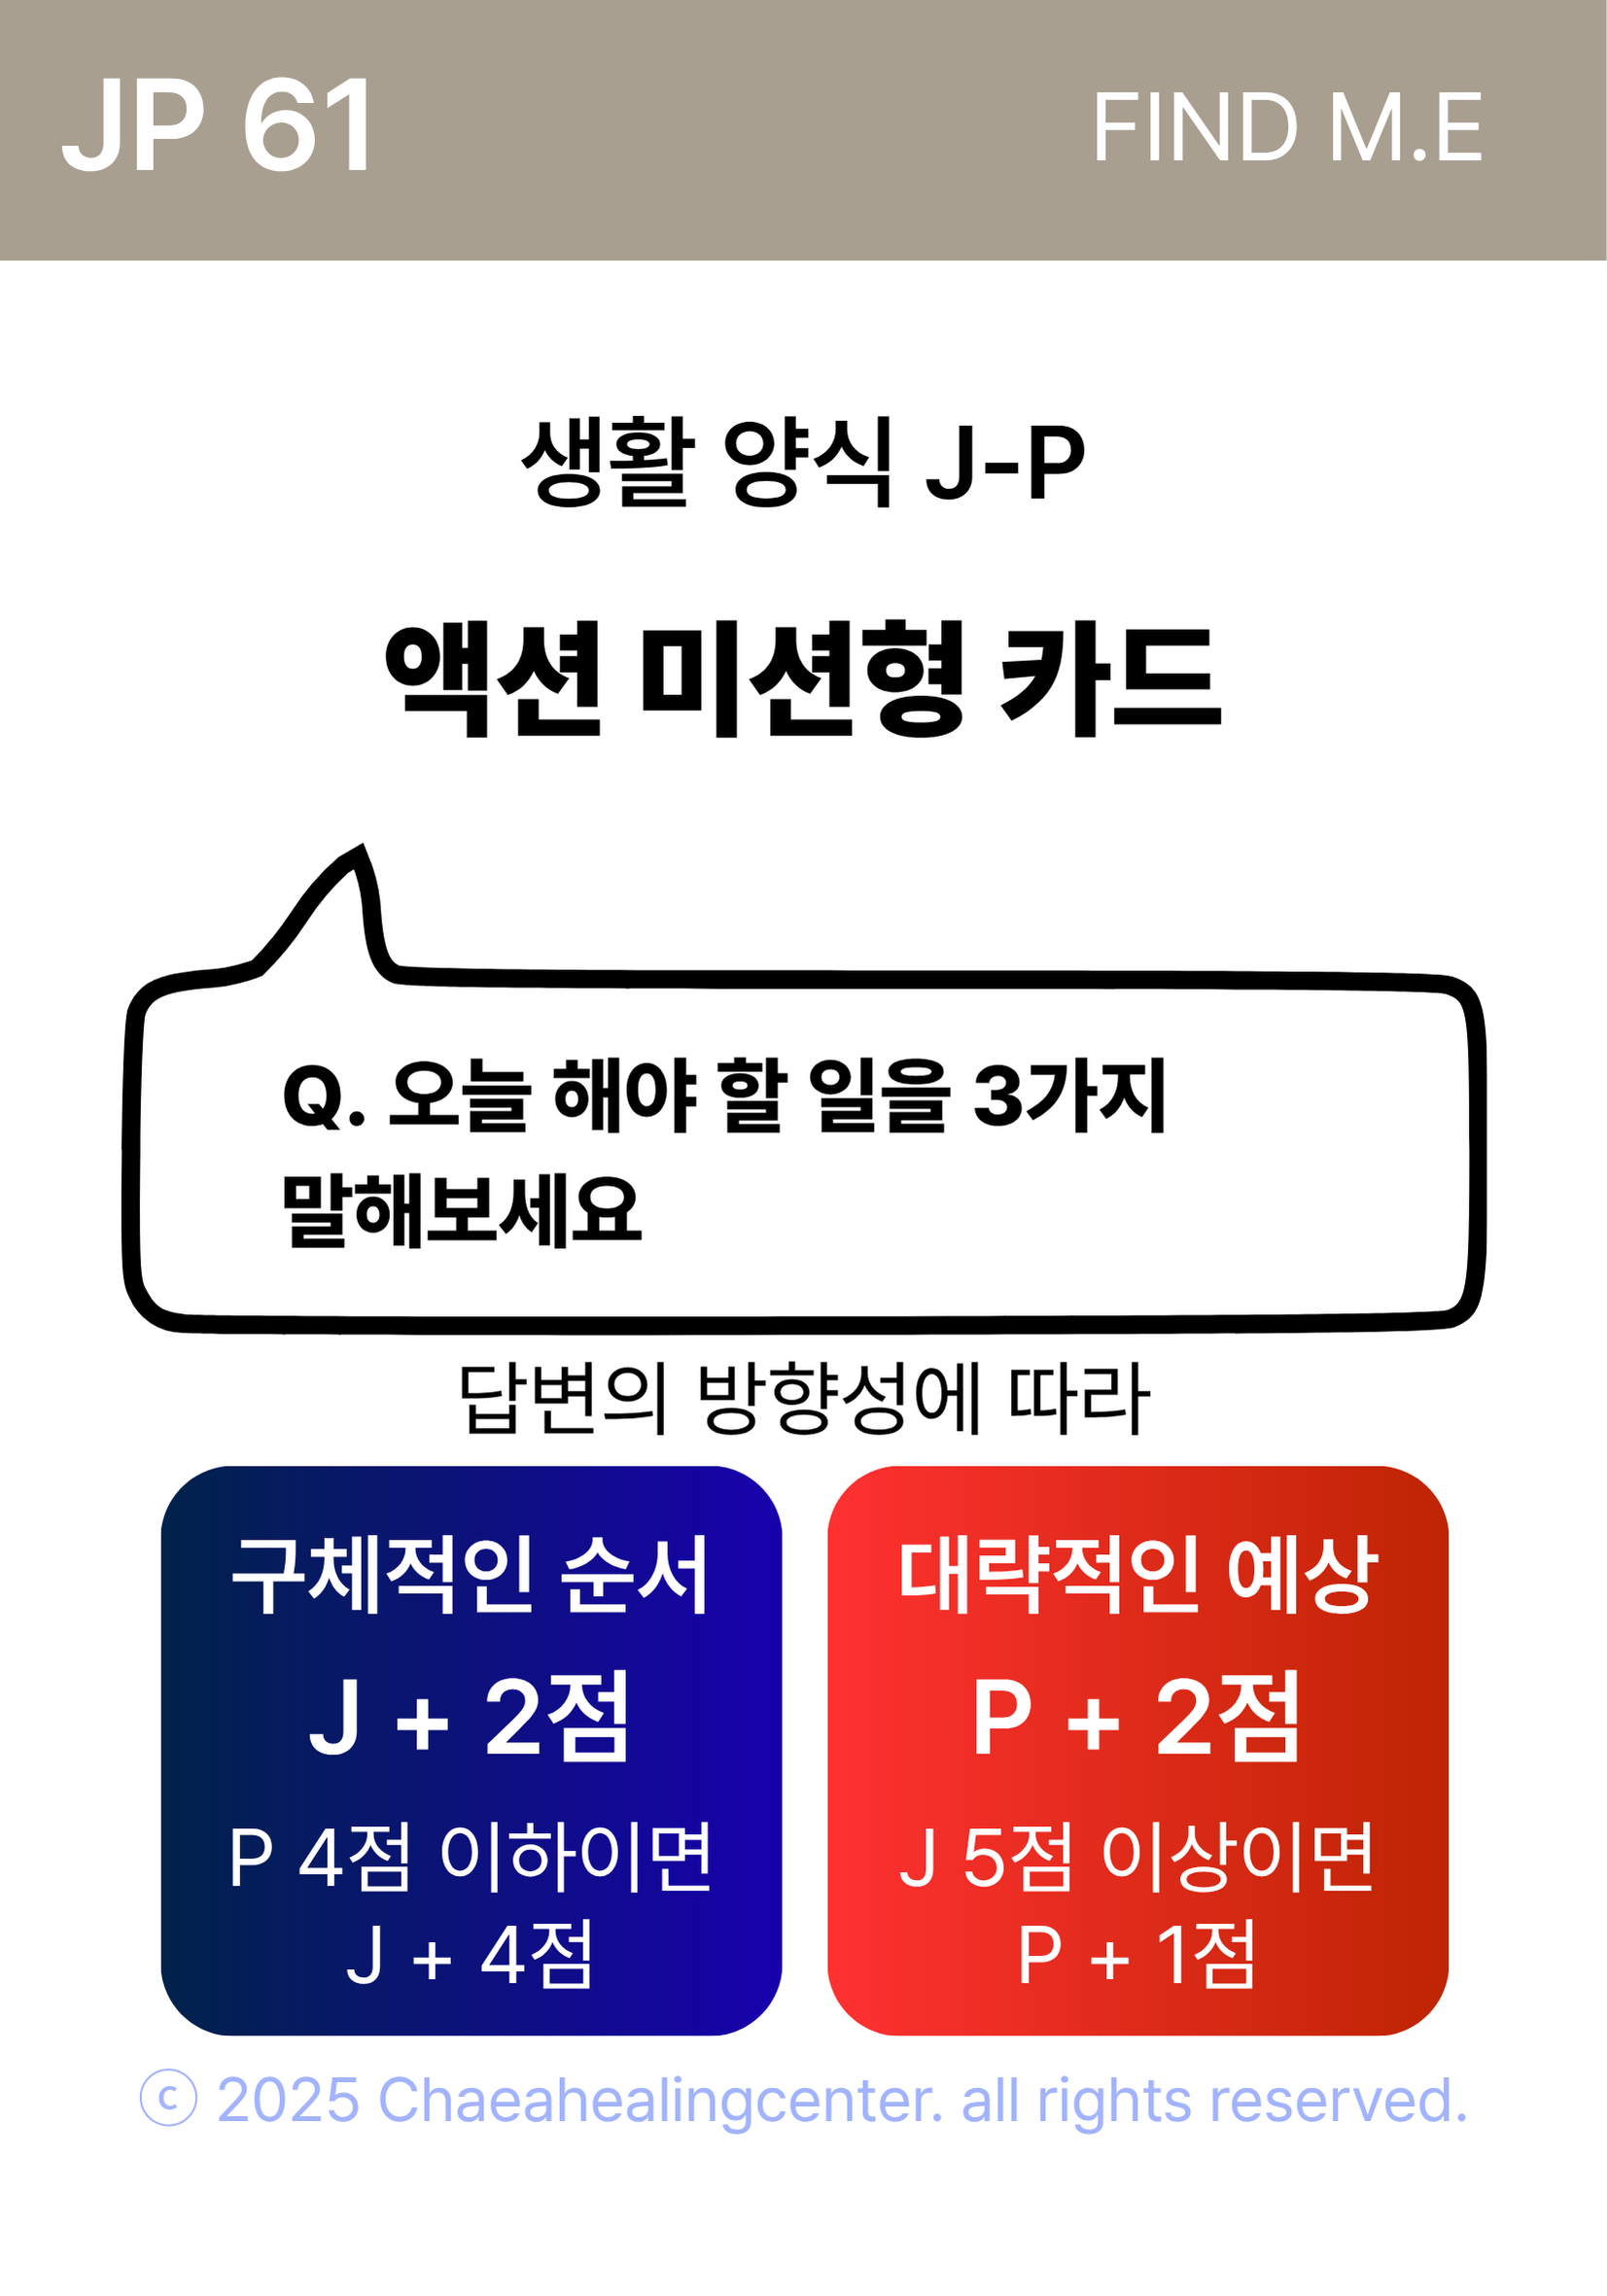 JP 61
FIND M.E
생활 양식 J-P
액션 미션형 카드
Q. 오늘 해야 할 일을 3가지
말해보세요
답변의 방향성에 따라
구체적인 순서
J + 2점
P 4점 이하이면
J + 4점
대략적인 예상
P + 2점
J 5점 이상이면
P + 1점
ⓒ 2025 Chaeahealingcenter. all rights reserved.